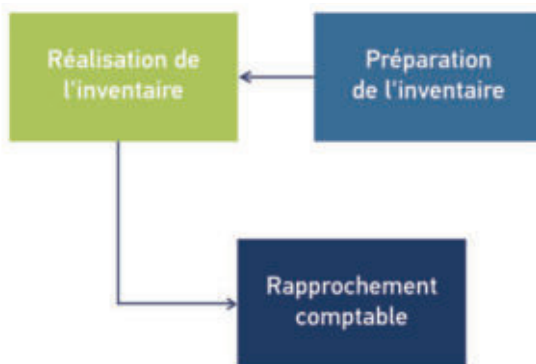 Réalisation de
l'inventaire
Préparation
de l'inventaire
Rapprochement
comptable